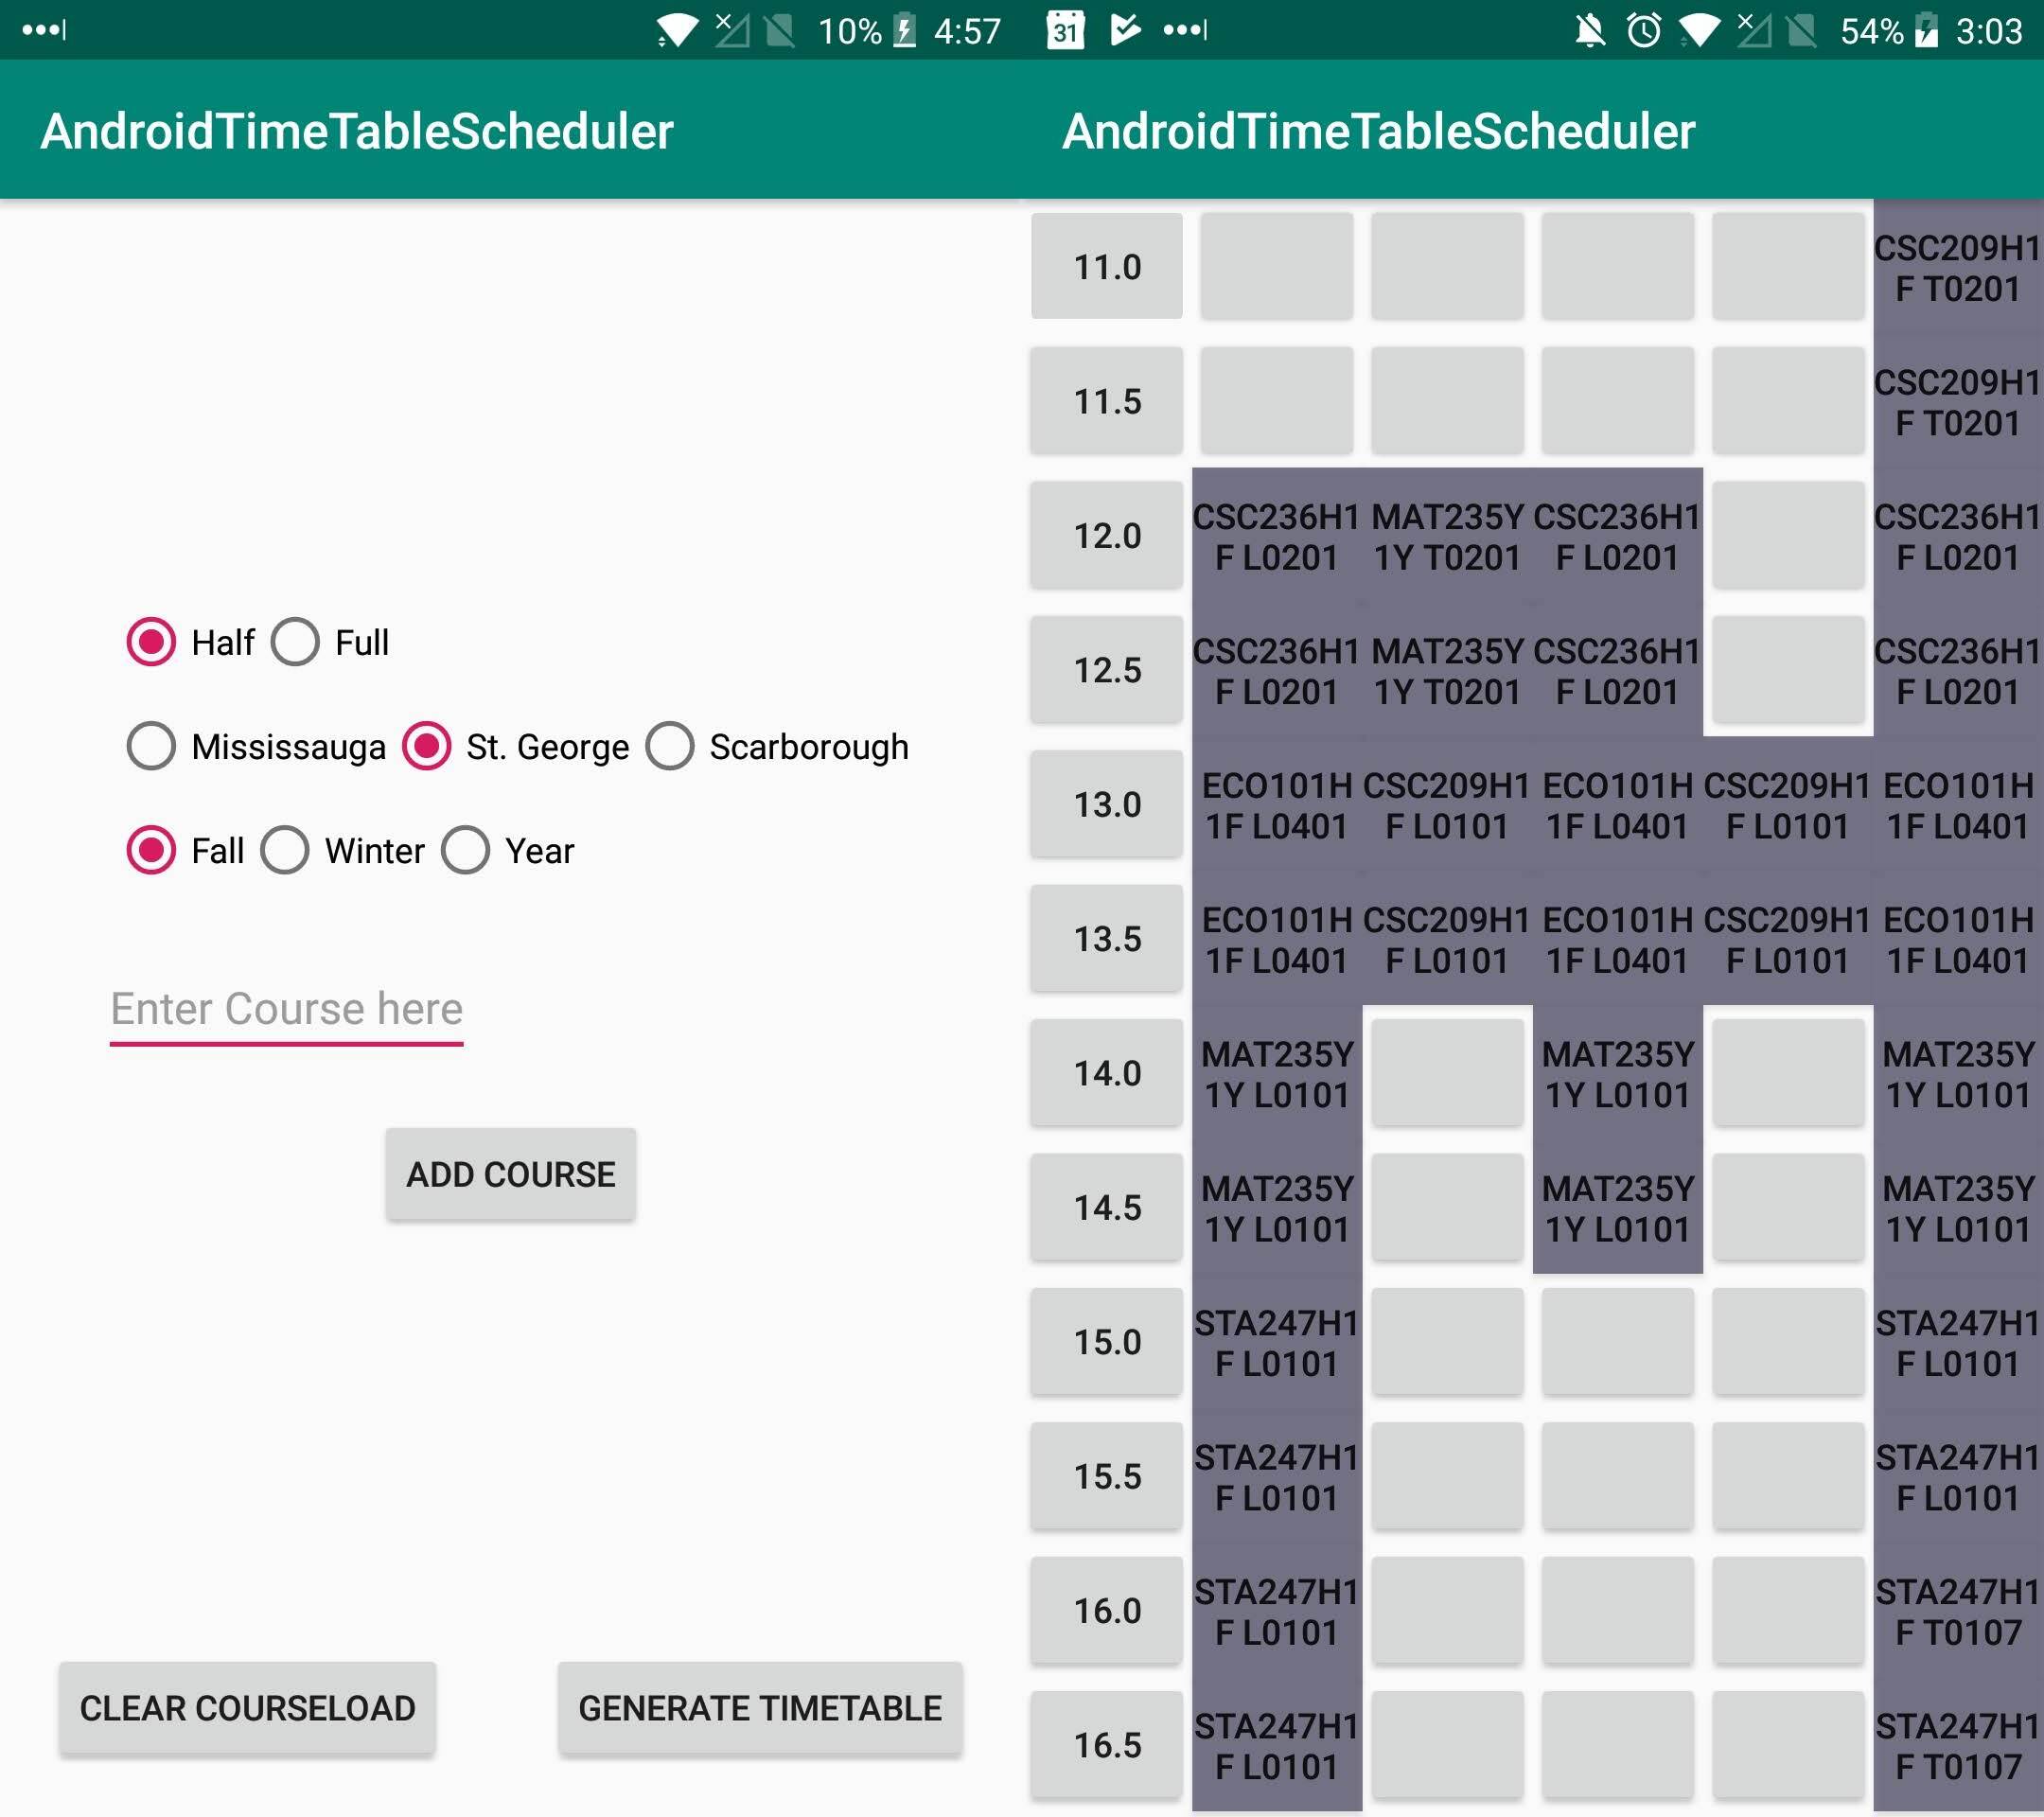 10% 4:57
AndroidTimeTableScheduler
Half Full
Mississauga St. George Scarborough
Fall Winter Year
Enter Course here
ADD COURSE
CLEAR COURSELOAD GENERATE TIMETABLE
31 54% 3:03
AndroidTimeTableScheduler
11.0
CSC209H1
F T0201
11.5
CSC209H1
F T0201
12.0
CSC236H1 MAT235Y CSC236H1 CSC236H1
F L0201 1Y T0201 F L0201 F L0201
12.5
CSC236H1 MAT235Y CSC236H1 CSC236H1
F L0201 1Y T0201 F L0201 F L0201
13.0
ECO101H CSC209H1 ECO101H CSC209H1 ECO101H
1F L0401 F L0101 1F L0401 F L0101 1F L0401
13.5
ECO101H CSC209H1 ECO101H CSC209H1 ECO101H
1F L0401 F L0101 1F L0401 F L0101 1F L0401
14.0
MAT235Y MAT235Y MAT235Y
1Y L0101 1Y L0101 1Y L0101
14.5
MAT235Y MAT235Y MAT235Y
1Y L0101 1Y L0101 1Y L0101
15.0
STA247H1 STA247H1
F L0101 F L0101
15.5
STA247H1 STA247H1
F L0101 F L0101
16.0
STA247H1 STA247H1
F L0101 F T0107
16.5
STA247H1 STA247H1
F L0101 F T0107